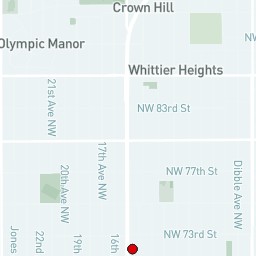 Crown Hill
Olympic Manor
Whittier Heights
NW 83rd St
21st Ave NW
17th Ave NW
20th Ave NW
NW 77th St
Dibble Ave NW
NW 73rd St
Jones
22nd
19th
16th